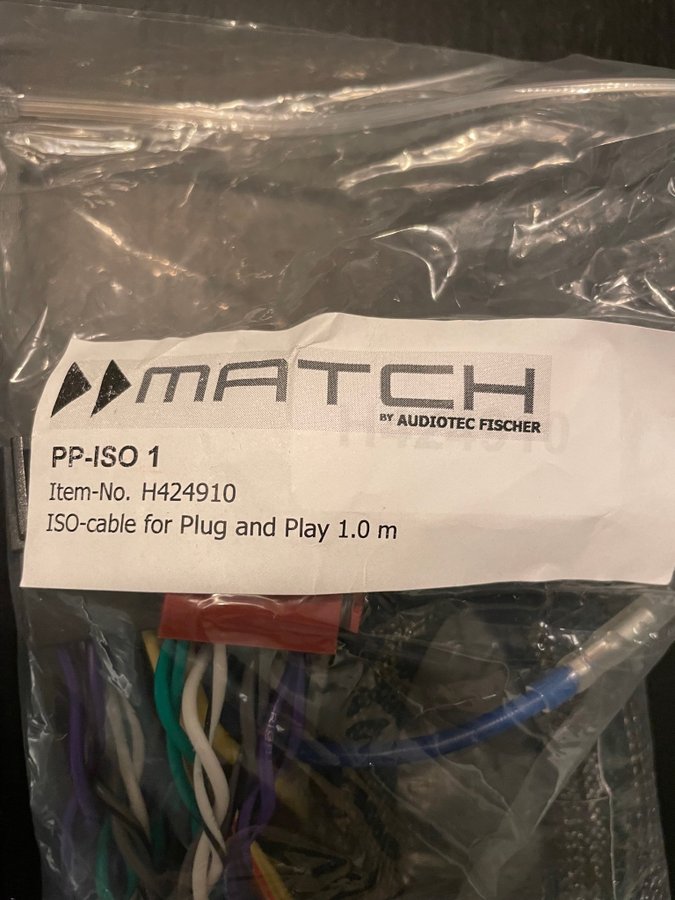 MATCH
BY AUDIOTEC FISCHER
PP-ISO 1
Item-No. H424910
ISO-cable for Plug and Play 1.0 m